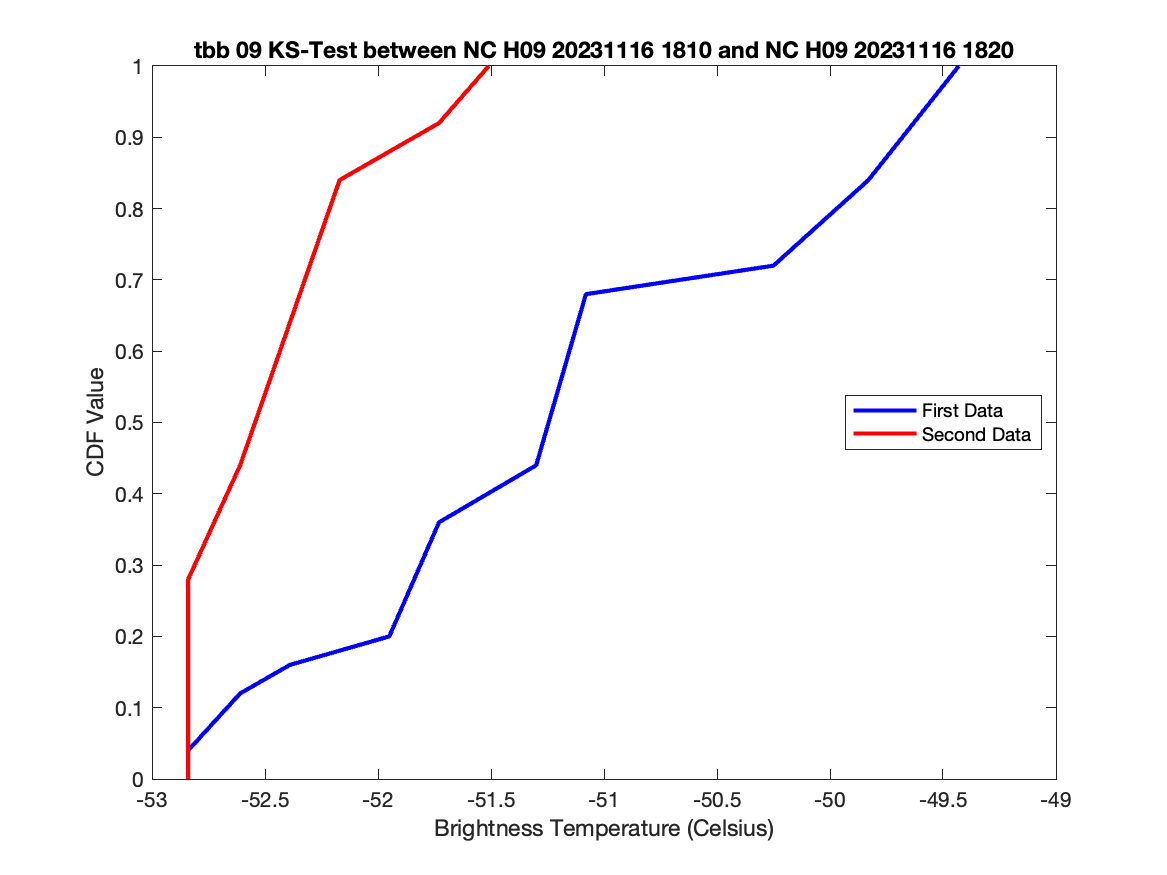 tbb 09 KS-Test between NC H09 20231116 1810 and NC H09 20231116 1820
1
0.9
0.8
0.7
0.6
0.5
0.4
0.3
0.2
0.1
0
CDF Value
First Data
Second Data
-53 -52.5 -52 -51.5 -51 -50.5 -50 -49.5 -49
Brightness Temperature (Celsius)